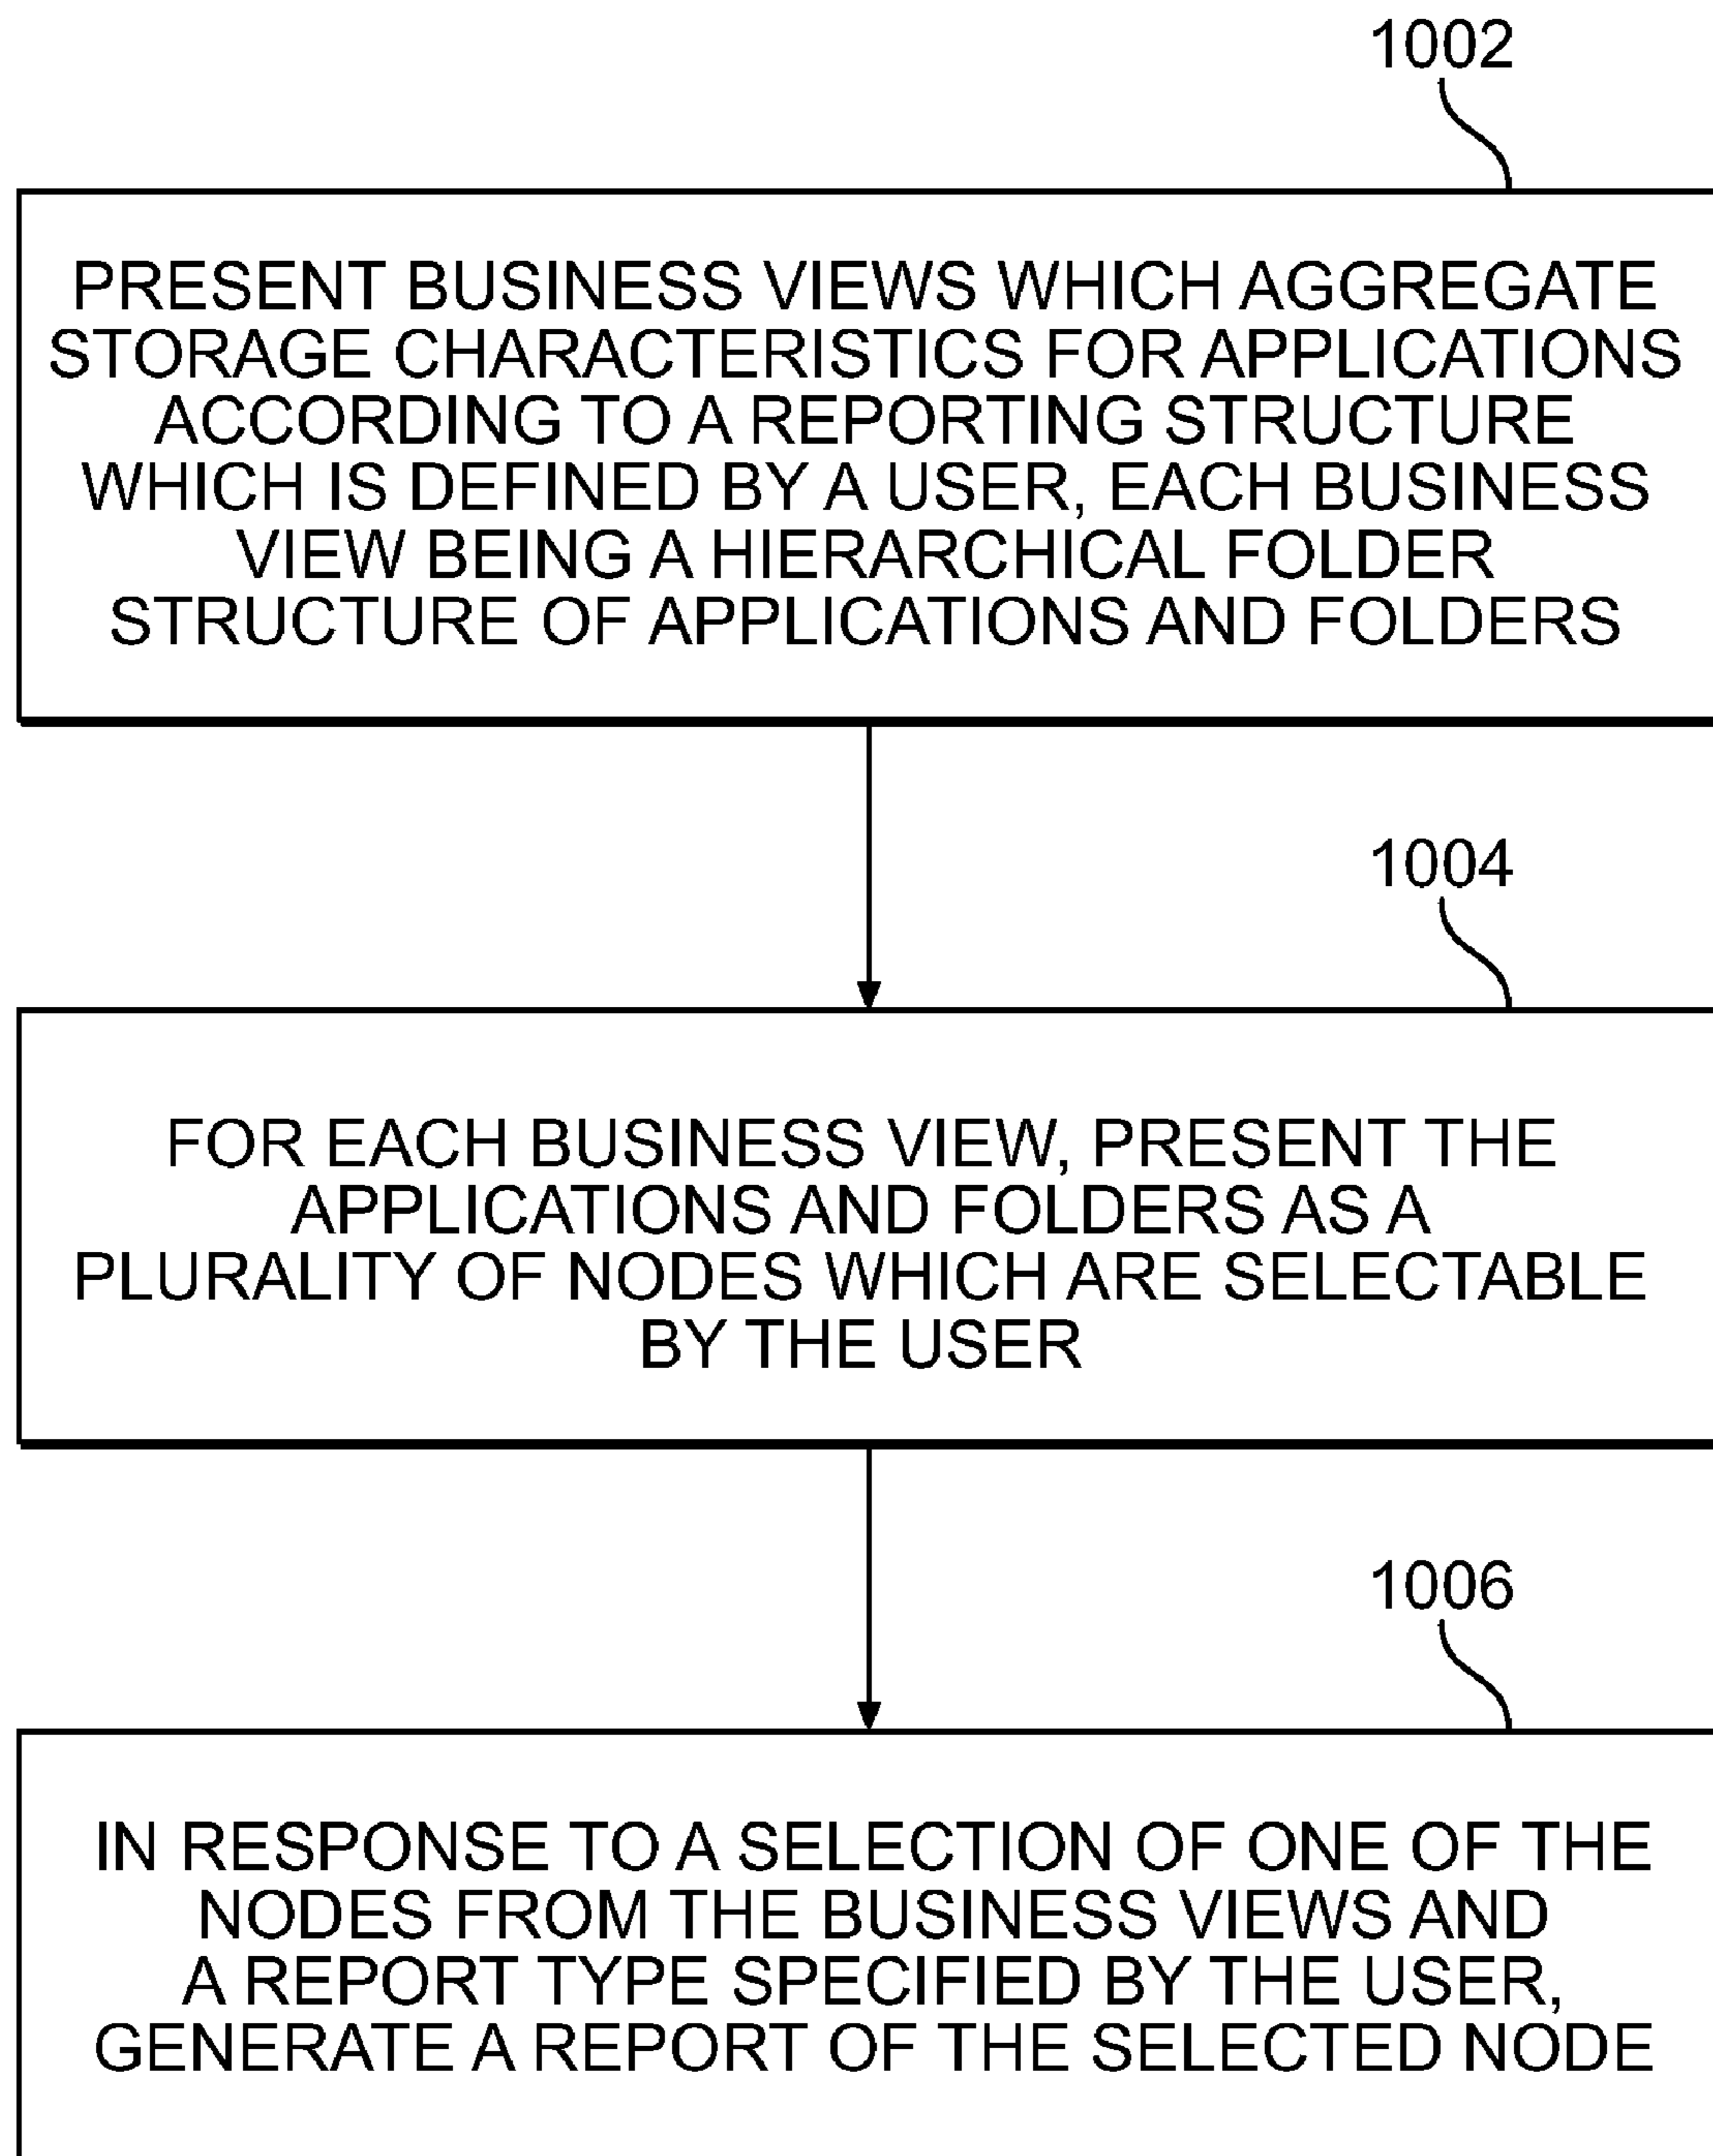 1002
PRESENT BUSINESS VIEWS WHICH AGGREGATE
STORAGE CHARACTERISTICS FOR APPLICATIONS
ACCORDING TO A REPORTING STRUCTURE
WHICH IS DEFINED BY A USER, EACH BUSINESS
VIEW BEING A HIERARCHICAL FOLDER
STRUCTURE OF APPLICATIONS AND FOLDERS
1004
FOR EACH BUSINESS VIEW, PRESENT THE
APPLICATIONS AND FOLDERS AS A
PLURALITY OF NODES WHICH ARE SELECTABLE
BY THE USER
1006
IN RESPONSE TO A SELECTION OF ONE OF THE
NODES FROM THE BUSINESS VIEWS AND
A REPORT TYPE SPECIFIED BY THE USER,
GENERATE A REPORT OF THE SELECTED NODE